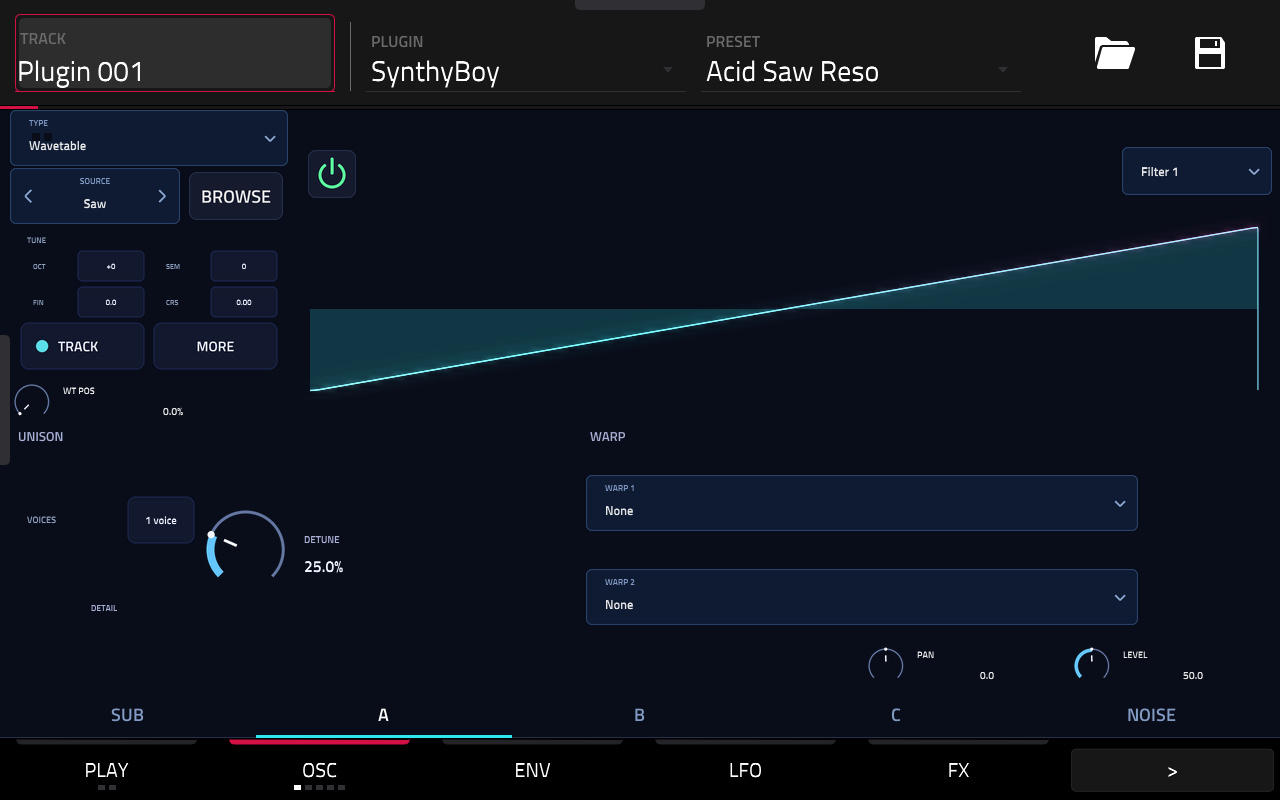 TRACK
Plugin 001
PLUGIN
SynthyBoy
PRESET
Acid Saw Reso
TYPE
Wavetable
SOURCE
Saw
BROWSE
Filter 1
TUNE
OCT
+0
SEM
0
FIN
0.0
CRS
0.00
TRACK
MORE
WT POS
0.0%
UNISON
WARP
WARP 1
None
VOICES
1 voice
DETUNE
25.0%
WARP 2
None
DETAIL
PAN
0.0
LEVEL
50.0
SUB
A
B
C
NOISE
PLAY
OSC
ENV
LFO
FX
>